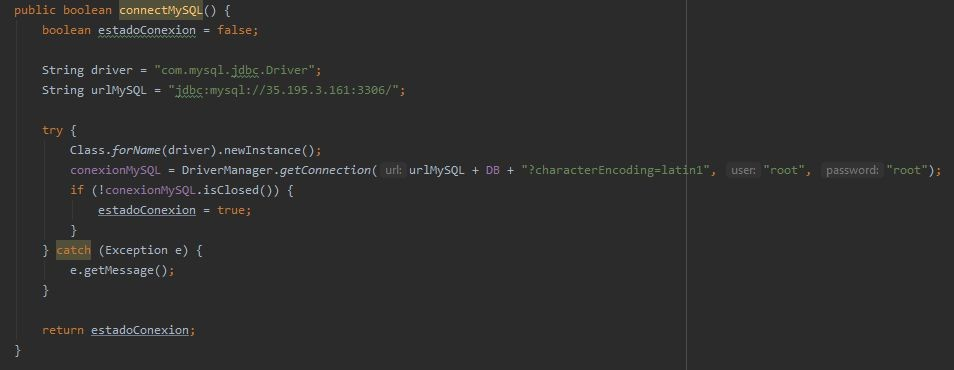 public boolean connectMySQL() {
boolean estadoConexion = false;
String driver = "com.mysql.jdbc.Driver";
String urlMySQL = "jdbc:mysql://35.195.3.161:3306/";
try {
Class.forName(driver).newInstance();
conexionMySQL = DriverManager.getConnection( url: urlMySQL + DB + "?characterEncoding=latin1", user: "root", password: "root");
if (!conexionMySQL.isClosed()) {
estadoConexion = true;
}
} catch (Exception e) {
e.getMessage();
}
return estadoConexion;
}